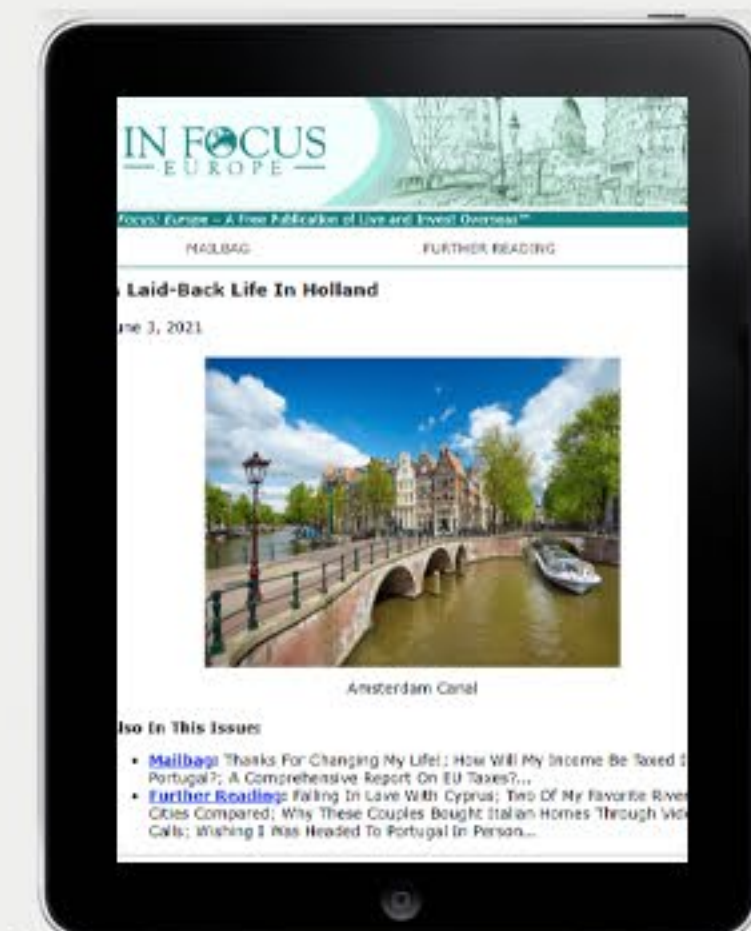 IN FOCUS
EUROPE
Focus! Europe – A Free Publication of Live and Invest Overseas™
MAILBAG FURTHER READING
Laid-Back Life In Holland
une 3, 2021
Amsterdam Canal
lso In This Issue:
• Mailbag: Thanks For Changing My Life!; How Will My Income Be Taxed I
Portugal?; A Comprehensive Report On EU Taxes?...
• Further Reading: Falling In Love With Cyprus; Two Of My Favorite River
Cities Compared; Why These Couples Bought Italian Homes Through Vid
Calls; Wishing I Was Headed To Portugal In Person...